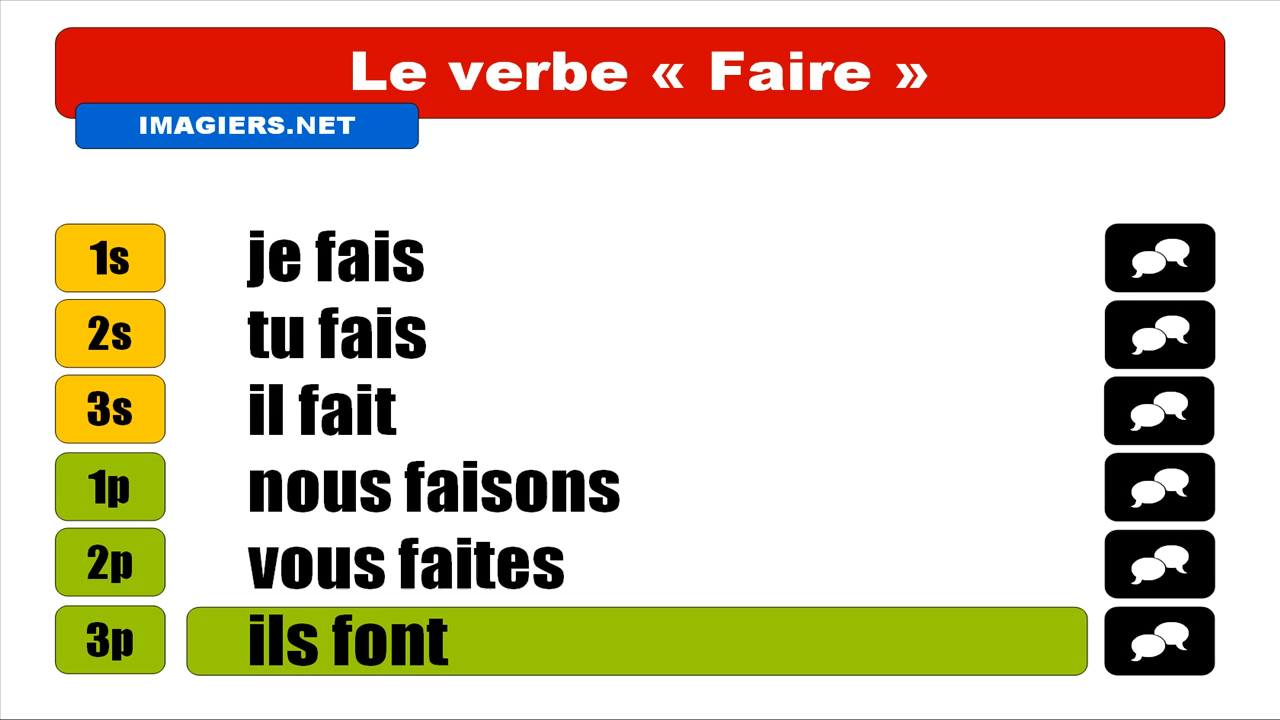 Le verbe « Faire »
IMAGIERS.NET
1s je fais
2s tu fais
3s il fait
1p nous faisons
2p vous faites
3p ils font